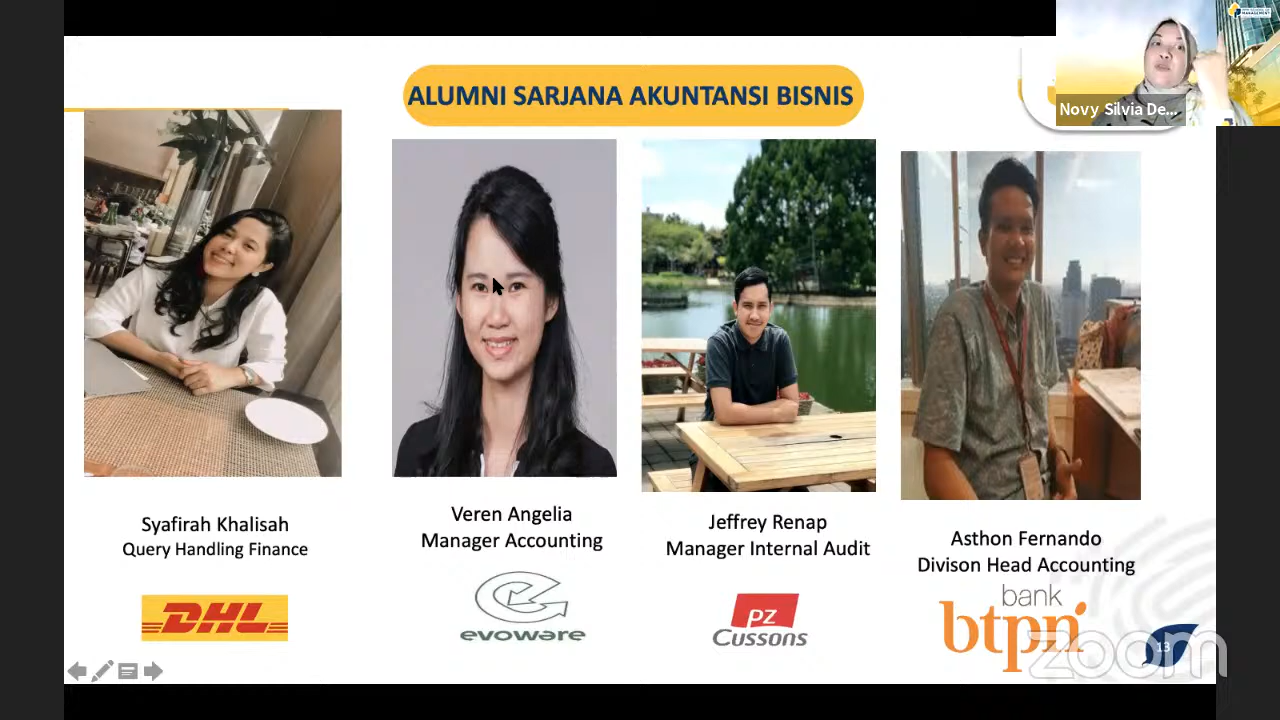 ALUMNI SARJANA AKUNTANSI BISNIS
Novy Silvia De...
Syafirah Khalisah
Query Handling Finance
DHL
Veren Angelia
Manager Accounting
evoware
Jeffrey Renap
Manager Internal Audit
PZ
Cussons
Asthon Fernando
Divison Head Accounting
bank
btpn
zoom
13